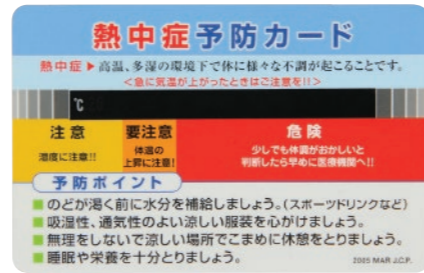 熱中症予防カード
熱中症▶高温、多湿の環境下で体に様々な不調が起こることです。
<急に気温が上がったときはご注意を!!>
℃
注意 要注意 危険
湿度に注意!! 体温の上昇に注意! 少しでも体調がおかしいと判断したら早めに医療機関へ!!
予防ポイント
■のどが渇く前に水分を補給しましょう。(スポーツドリンクなど)
■吸湿性、通気性のよい涼しい服装を心がけましょう。
■無理をしないで涼しい場所でこまめに休憩をとりましょう。
■睡眠や栄養を十分とりましょう。
2005 MAR J.C.P.